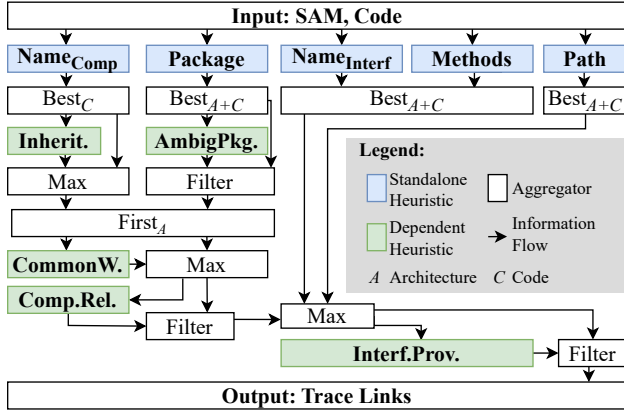 Input: SAM, Code
Name_Comp Package Name_Interf Methods Path
Best_C Best_A+C Best_A+C Best_A+C
Inherit. AmbigPkg.
Max Filter
First_A
CommonW. Max
Comp.Rel.
Filter Max
Interf.Prov. Filter
Output: Trace Links
Legend:
Standalone Heuristic
Aggregator
Dependent Heuristic
Information Flow
A Architecture C Code